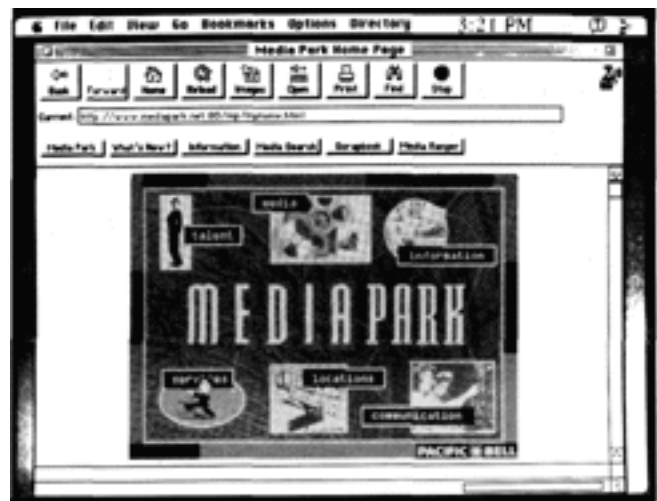 File Edit View Go Bookmarks Options Directory 3:21 PM
Media Park Home Page
Back Forward Home Reload Images Open Print Find Stop
Media Park What's New? Information Media Search Scrapbook Media Ranger
media
talent
information
MEDIA PARK
services
locations
communication
PACIFIC BELL